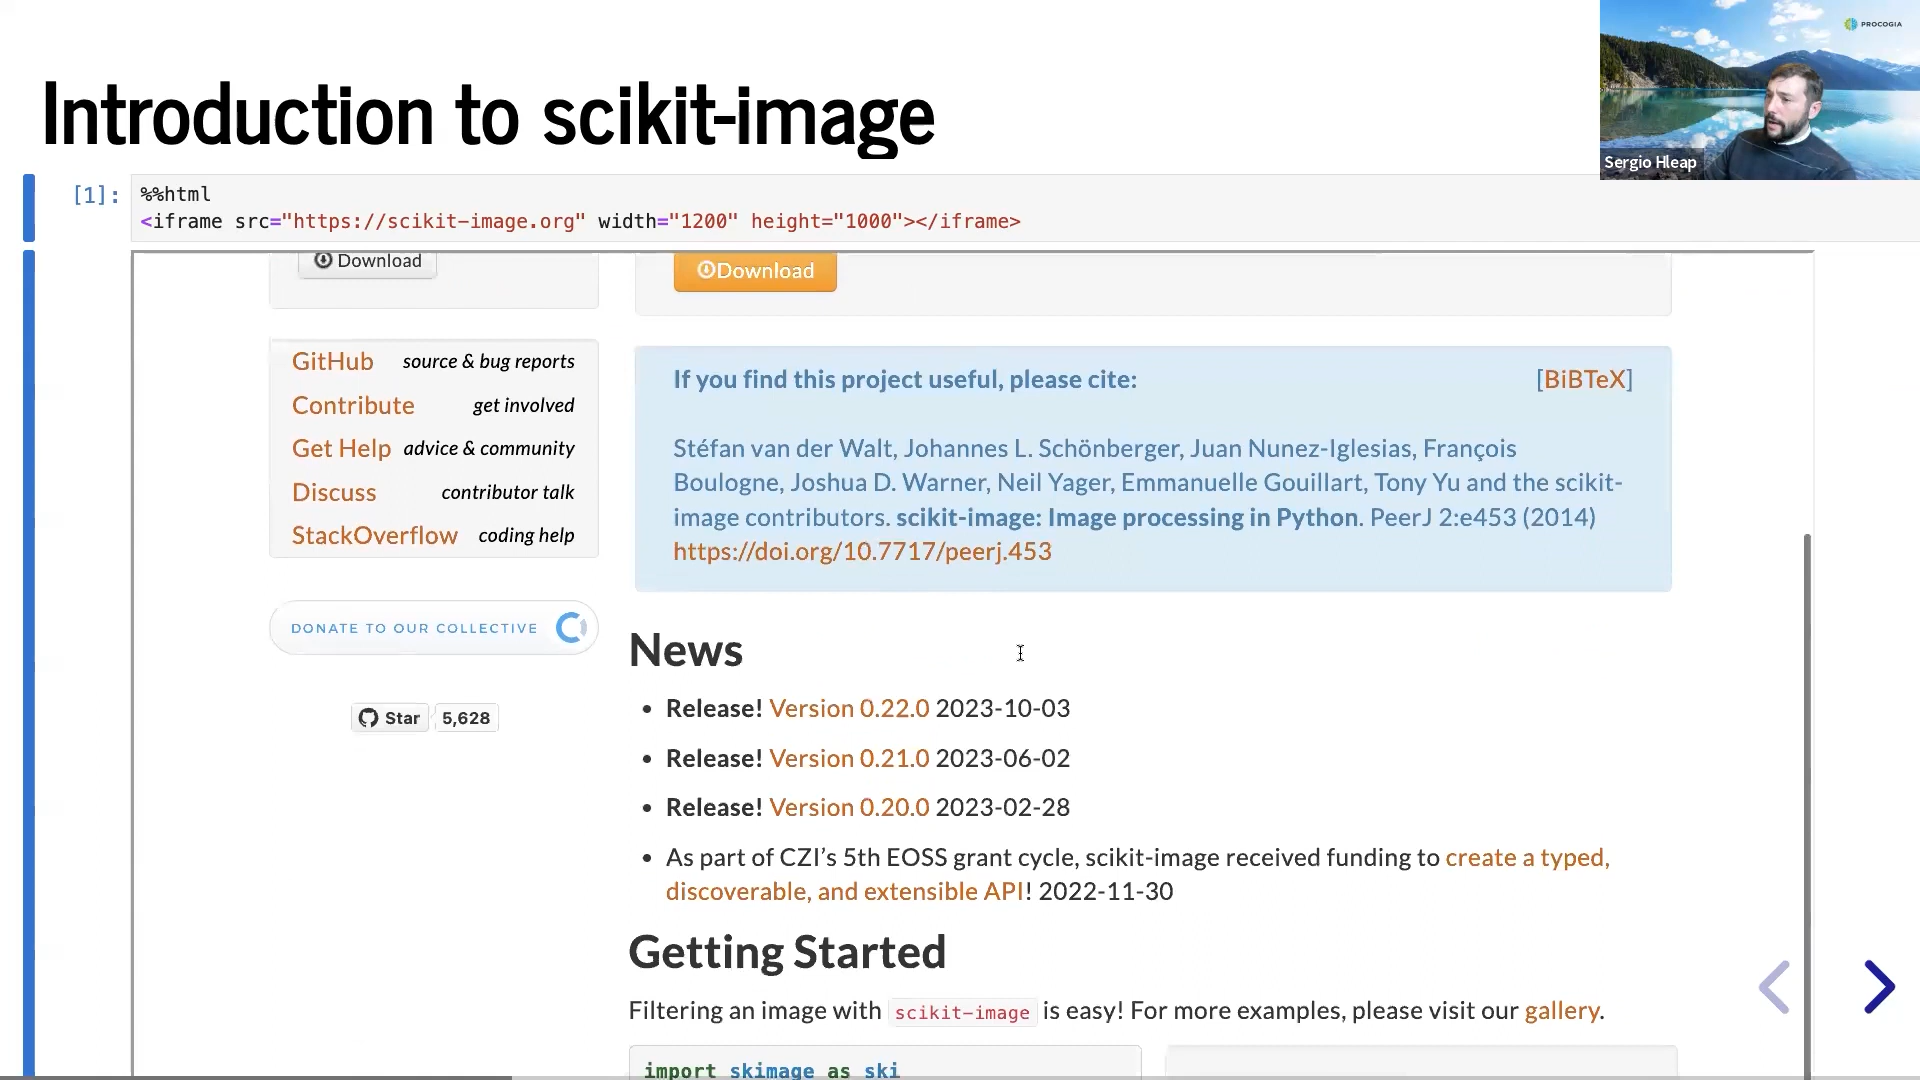 PROCOGIA
Introduction to scikit-image
Sergio Hleap
[1]:
%%html
<iframe src="https://scikit-image.org" width="1200" height="1000"></iframe>
Download
Download
GitHub source & bug reports
Contribute get involved
Get Help advice & community
Discuss contributor talk
StackOverflow coding help
DONATE TO OUR COLLECTIVE
Star 5,628
If you find this project useful, please cite: [BiBTeX]
Stéfan van der Walt, Johannes L. Schönberger, Juan Nunez-Iglesias, François
Boulogne, Joshua D. Warner, Neil Yager, Emmanuelle Gouillart, Tony Yu and the scikit-
image contributors. scikit-image: Image processing in Python. PeerJ 2:e453 (2014)
https://doi.org/10.7717/peerj.453
News
• Release! Version 0.22.0 2023-10-03
• Release! Version 0.21.0 2023-06-02
• Release! Version 0.20.0 2023-02-28
• As part of CZI’s 5th EOSS grant cycle, scikit-image received funding to create a typed,
discoverable, and extensible API! 2022-11-30
Getting Started
Filtering an image with scikit-image is easy! For more examples, please visit our gallery.
import skimage as ski